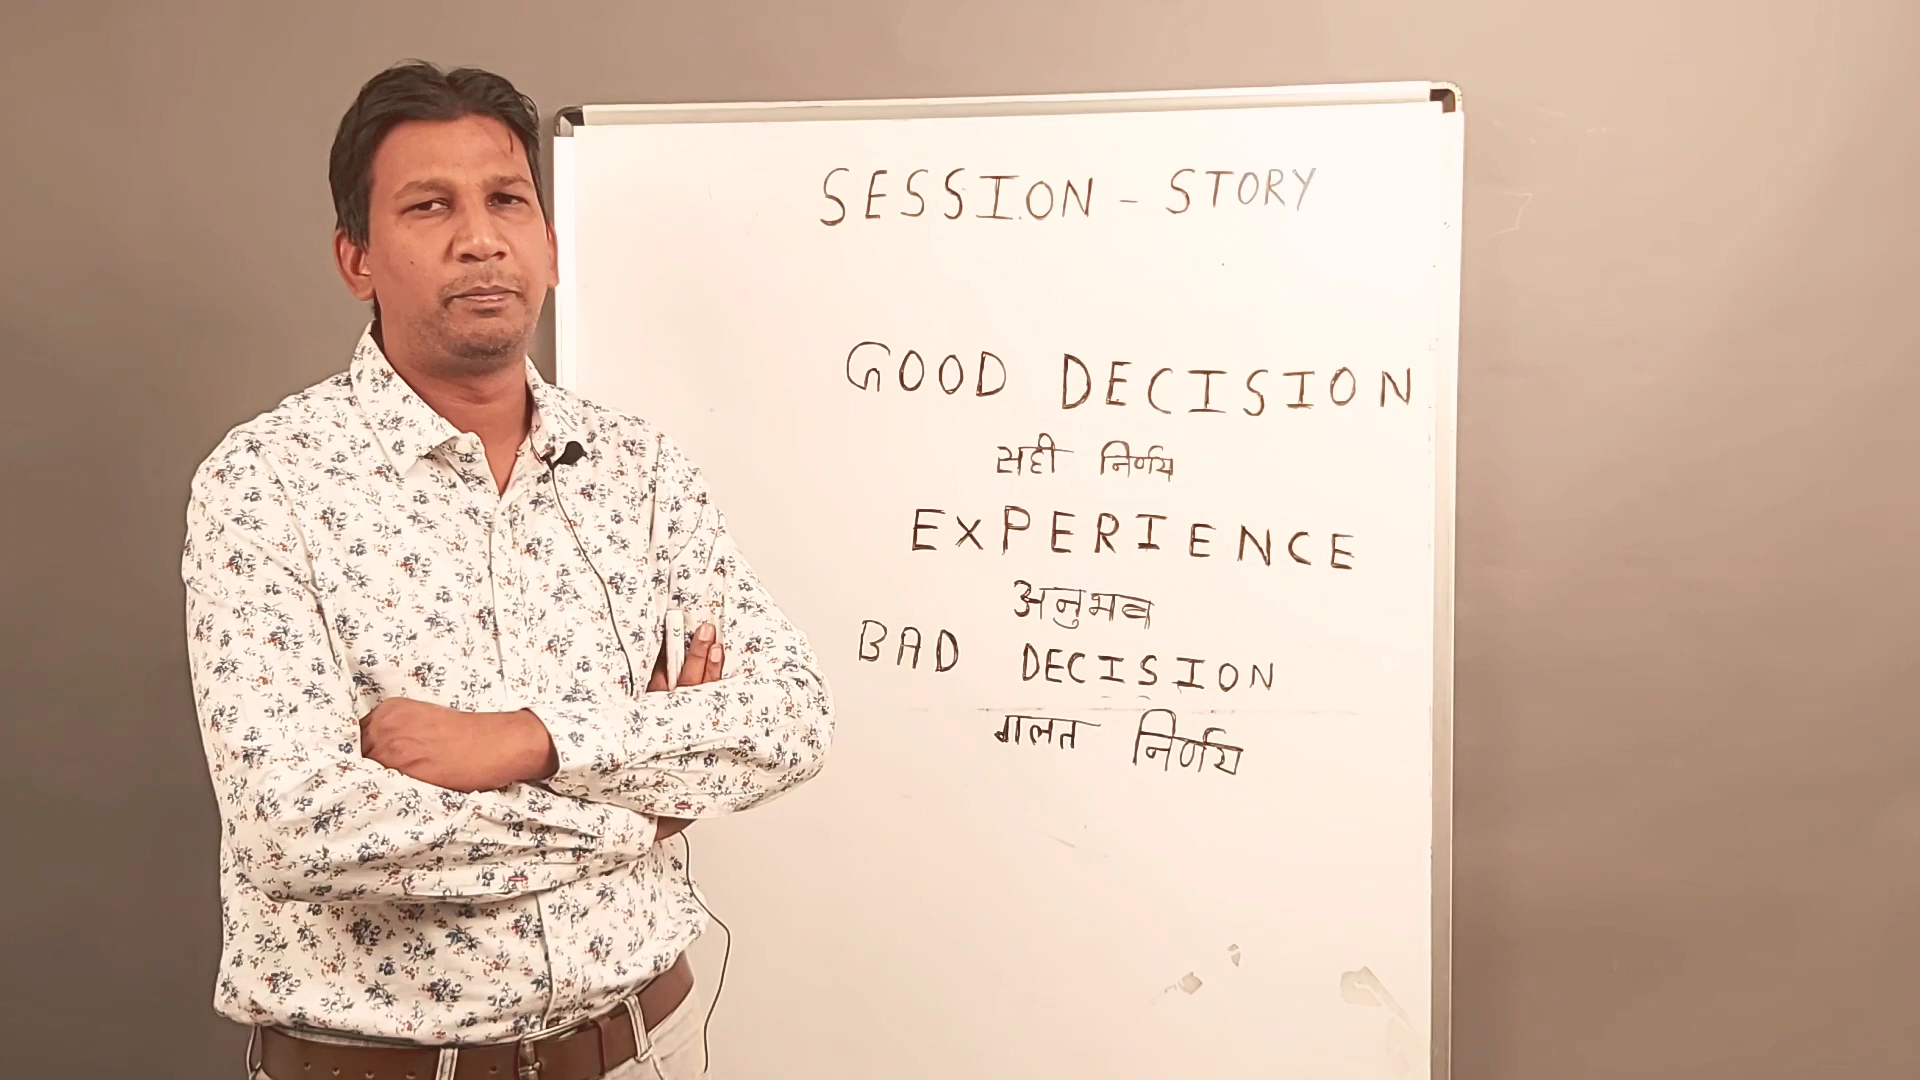 SESSION - STORY
GOOD DECISION
सही निर्णय
EXPERIENCE
अनुभव
BAD DECISION
गलत निर्णय